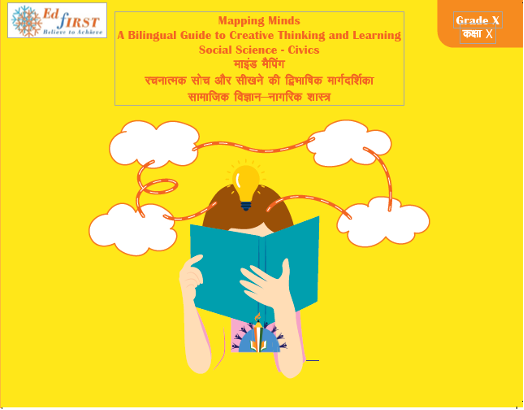 Ed
fIRST
Believe to Achieve
Mapping Minds
A Bilingual Guide to Creative Thinking and Learning
Social Science - Civics
माइंड मैपिंग
रचनात्मक सोच और सीखने की द्विभाषिक मार्गदर्शिका
सामाजिक विज्ञान–नागरिक शास्त्र
Grade X
कक्षा X